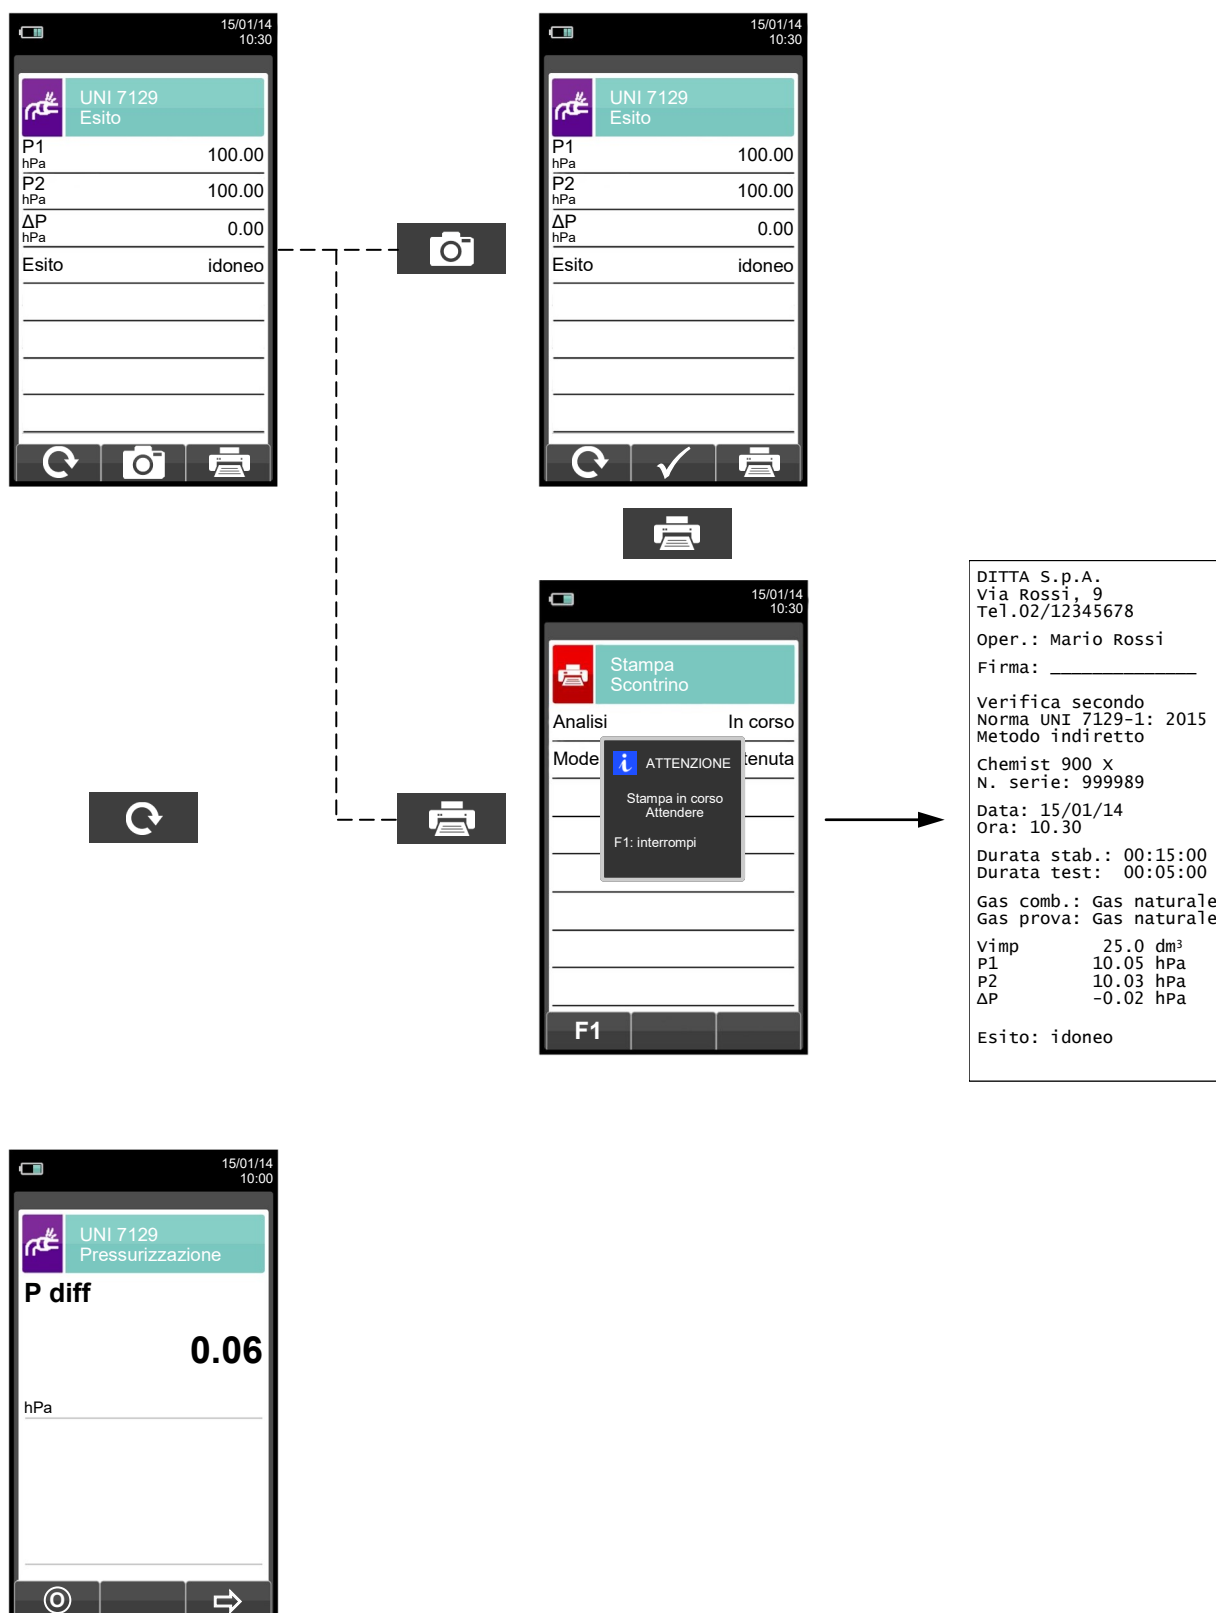 15/01/14
10:30
UNI 7129
Esito
P1
hPa
100.00
P2
hPa
100.00
ΔP
hPa
0.00
Esito idoneo
15/01/14
10:30
UNI 7129
Esito
P1
hPa
100.00
P2
hPa
100.00
ΔP
hPa
0.00
Esito idoneo
15/01/14
10:30
Stampa
Scontrino
Analisi In corso
Mode tenuta
i ATTENZIONE
Stampa in corso
Attendere
F1: interrompi
F1
DITTA S.p.A.
Via Rossi, 9
Tel.02/12345678
Oper.: Mario Rossi
Firma: ______________
Verifica secondo
Norma UNI 7129-1: 2015
Metodo indiretto
Chemist 900 X
N. serie: 999989
Data: 15/01/14
Ora: 10.30
Durata stab.: 00:15:00
Durata test: 00:05:00
Gas comb.: Gas naturale
Gas prova: Gas naturale
Vimp 25.0 dm³
P1 10.05 hPa
P2 10.03 hPa
ΔP -0.02 hPa
Esito: idoneo
15/01/14
10:00
UNI 7129
Pressurizzazione
P diff
0.06
hPa